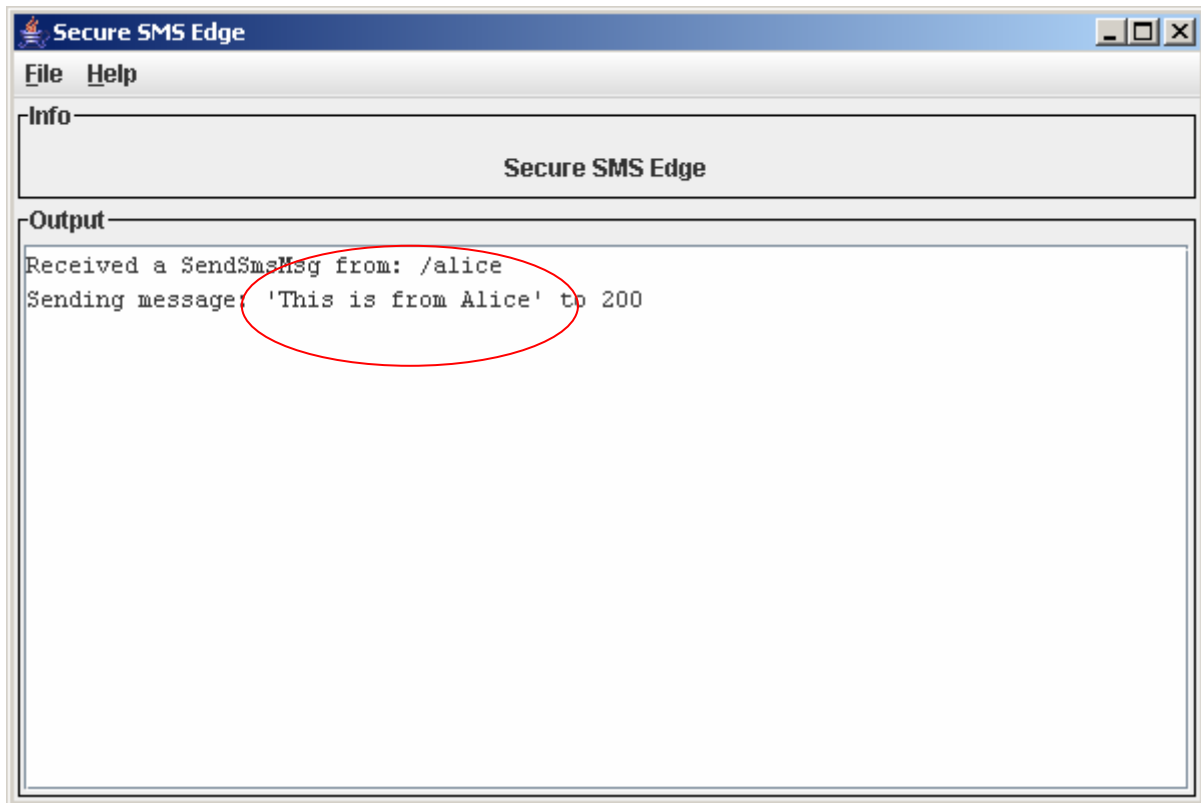 Secure SMS Edge
File Help
Info
Secure SMS Edge
Output
Received a SendSmsMsg from: /alice
Sending message: 'This is from Alice' to 200